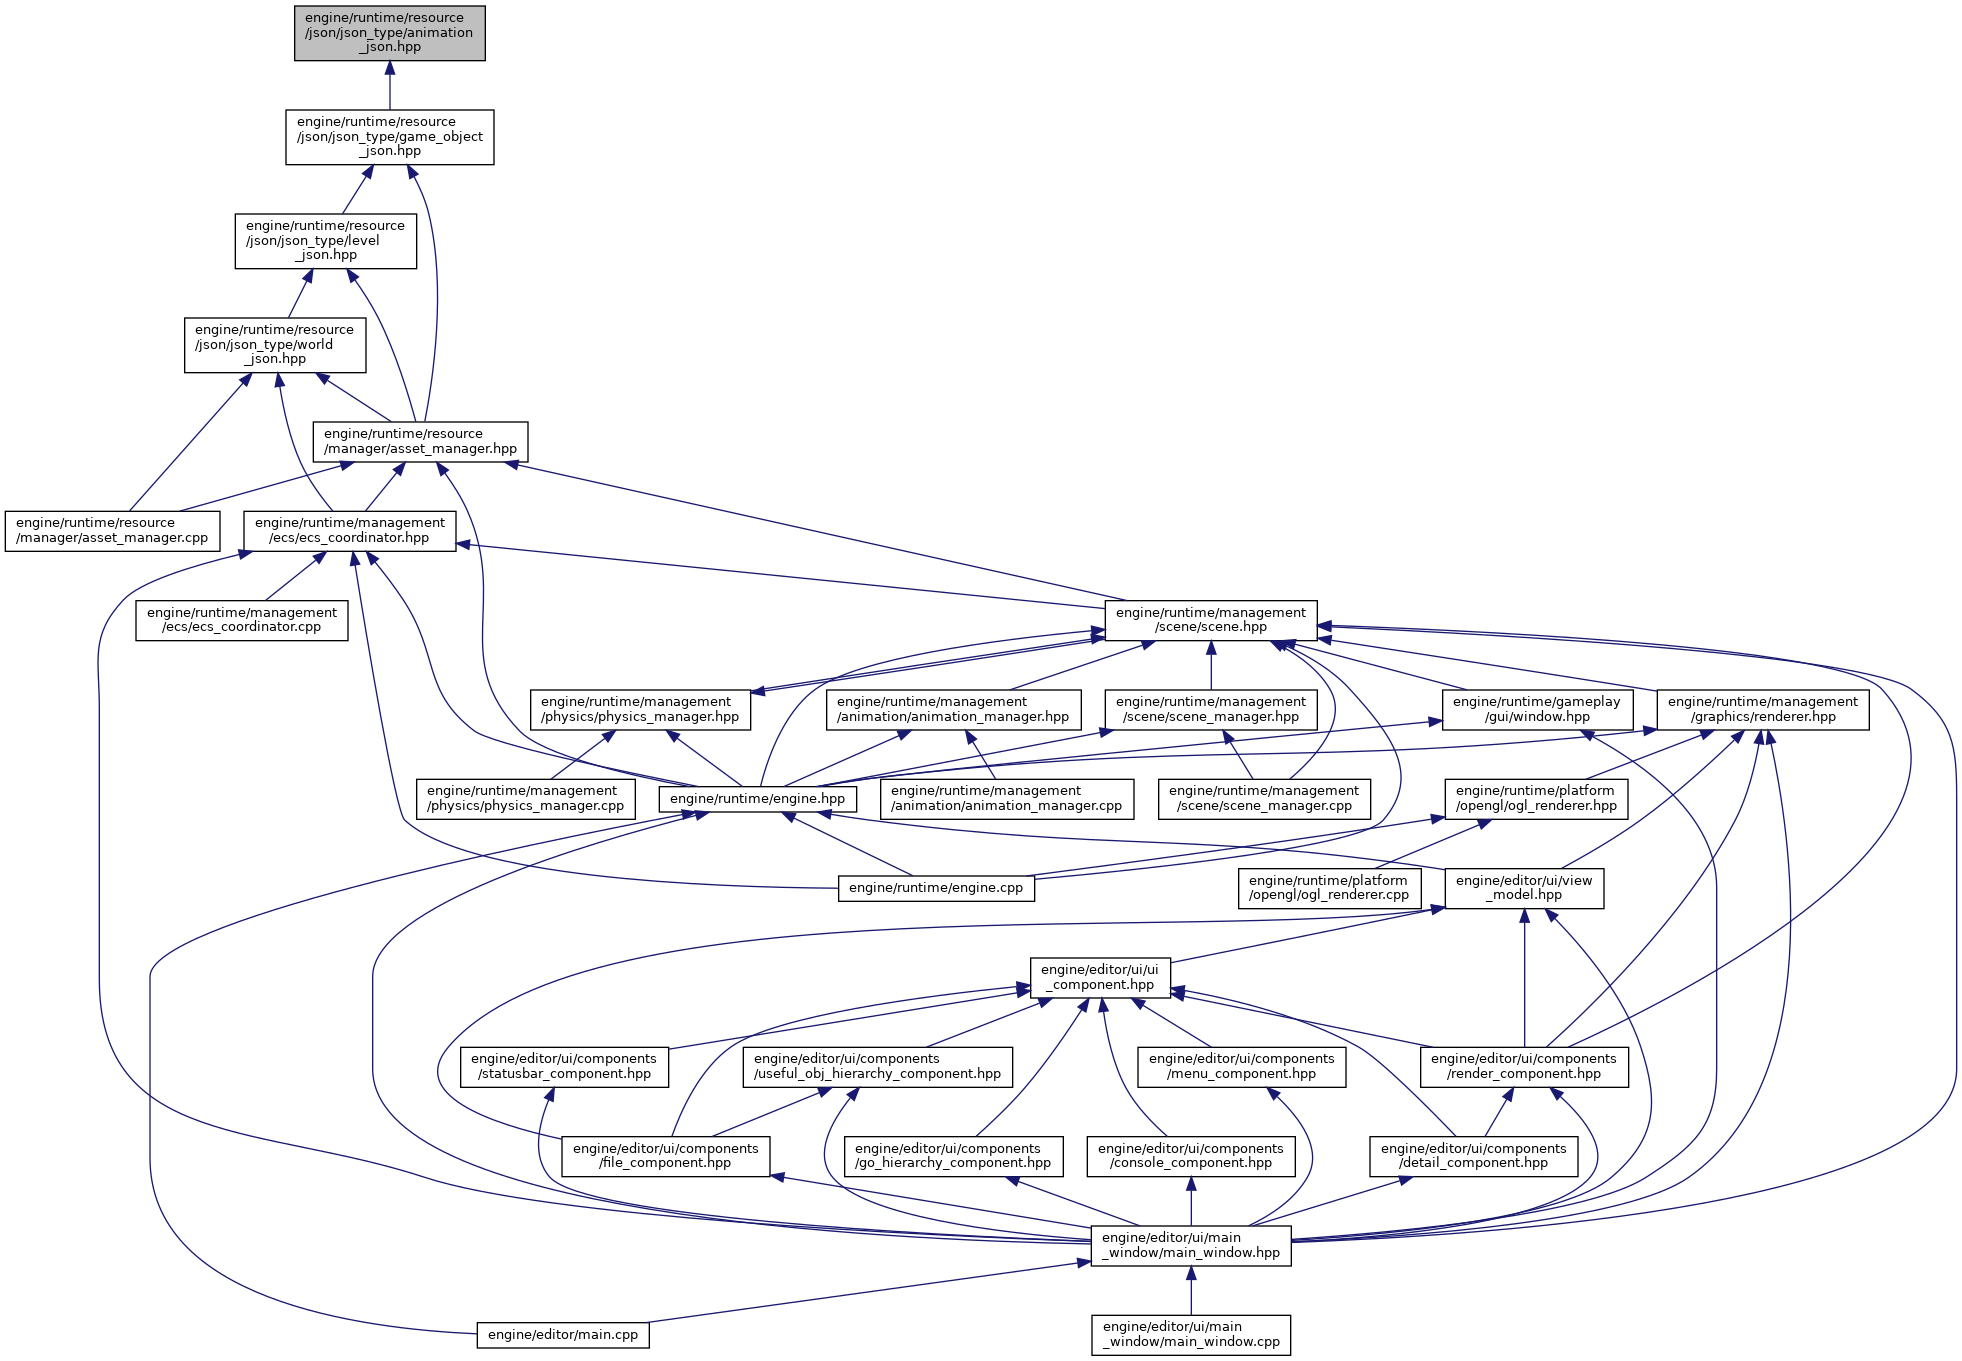 engine/runtime/resource
/json/json_type/animation
_json.hpp
engine/runtime/resource
/json/json_type/game_object
_json.hpp
engine/runtime/resource
/json/json_type/level
_json.hpp
engine/runtime/resource
/json/json_type/world
_json.hpp
engine/runtime/resource
/manager/asset_manager.hpp
engine/runtime/resource
/manager/asset_manager.cpp
engine/runtime/management
/ecs/ecs_coordinator.hpp
engine/runtime/management
/ecs/ecs_coordinator.cpp
engine/runtime/management
/scene/scene.hpp
engine/runtime/management
/physics/physics_manager.hpp
engine/runtime/management
/animation/animation_manager.hpp
engine/runtime/management
/scene/scene_manager.hpp
engine/runtime/gameplay
/gui/window.hpp
engine/runtime/management
/graphics/renderer.hpp
engine/runtime/management
/physics/physics_manager.cpp
engine/runtime/engine.hpp
engine/runtime/management
/animation/animation_manager.cpp
engine/runtime/management
/scene/scene_manager.cpp
engine/runtime/platform
/opengl/ogl_renderer.hpp
engine/runtime/engine.cpp
engine/runtime/platform
/opengl/ogl_renderer.cpp
engine/editor/ui/view
_model.hpp
engine/editor/ui/ui
_component.hpp
engine/editor/ui/components
/statusbar_component.hpp
engine/editor/ui/components
/useful_obj_hierarchy_component.hpp
engine/editor/ui/components
/menu_component.hpp
engine/editor/ui/components
/render_component.hpp
engine/editor/ui/components
/file_component.hpp
engine/editor/ui/components
/go_hierarchy_component.hpp
engine/editor/ui/components
/console_component.hpp
engine/editor/ui/components
/detail_component.hpp
engine/editor/ui/main
_window/main_window.hpp
engine/editor/main.cpp
engine/editor/ui/main
_window/main_window.cpp